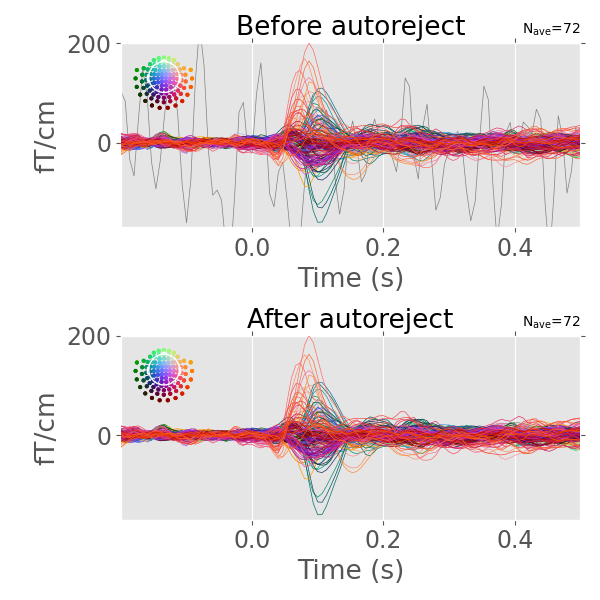 Before autoreject
Nave=72
200
0
fT/cm
0.0 0.2 0.4
Time (s)
After autoreject
Nave=72
200
0
fT/cm
0.0 0.2 0.4
Time (s)